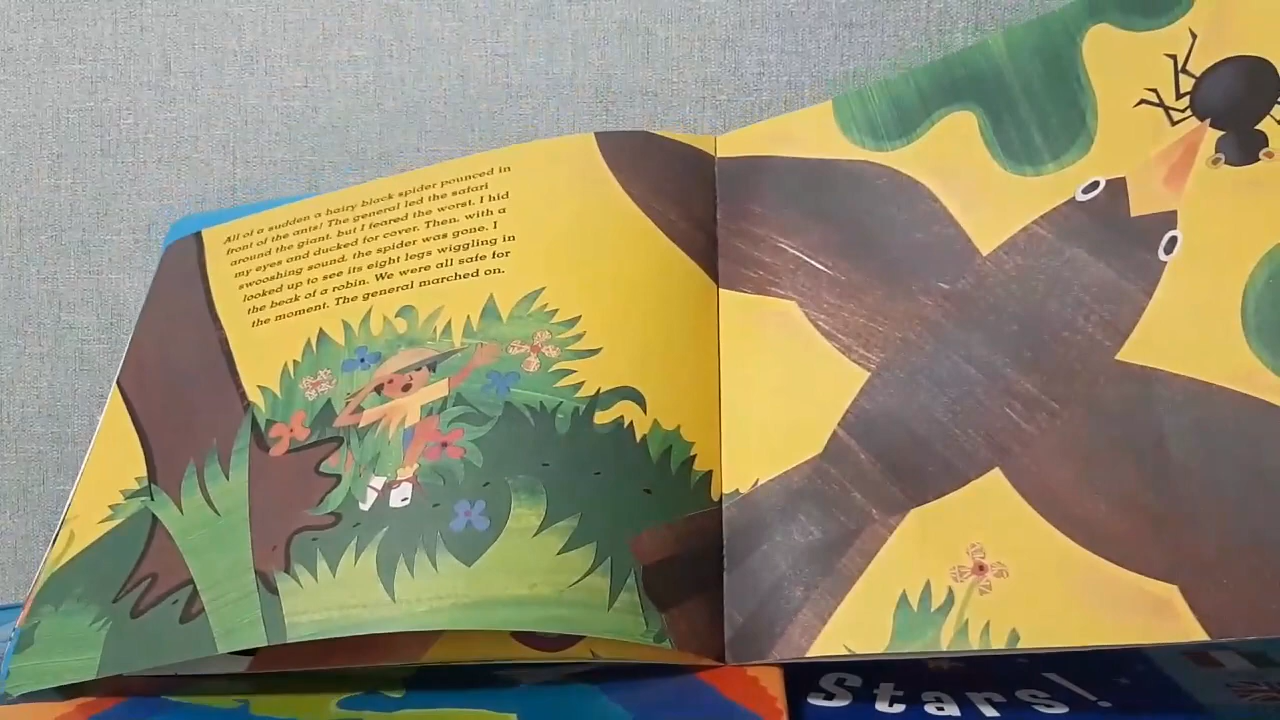 All of a sudden a hairy black spider pounced in
front of the ants! The general led the safari
around the giant, but I feared the worst. I hid
my eyes and ducked for cover. Then, with a
swooshing sound, the spider was gone. I
looked up to see its eight legs wiggling in
the beak of a robin. We were all safe for
the moment. The general marched on.
Stars!